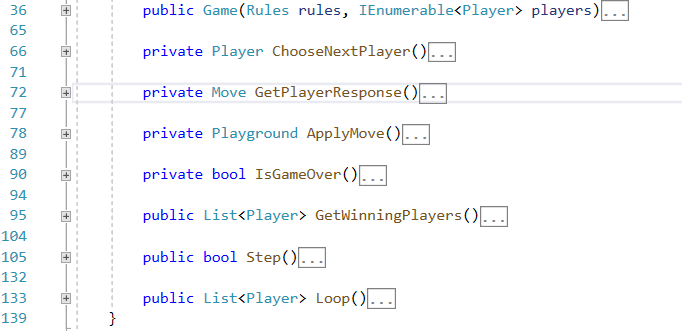 36 public Game(Rules rules, IEnumerable<Player> players)...
65
66 private Player ChooseNextPlayer()...
71
72 private Move GetPlayerResponse()...
77
78 private Playground ApplyMove()...
89
90 private bool IsGameOver()...
94
95 public List<Player> GetWinningPlayers()...
104
105 public bool Step()...
132
133 public List<Player> Loop()...
139 }